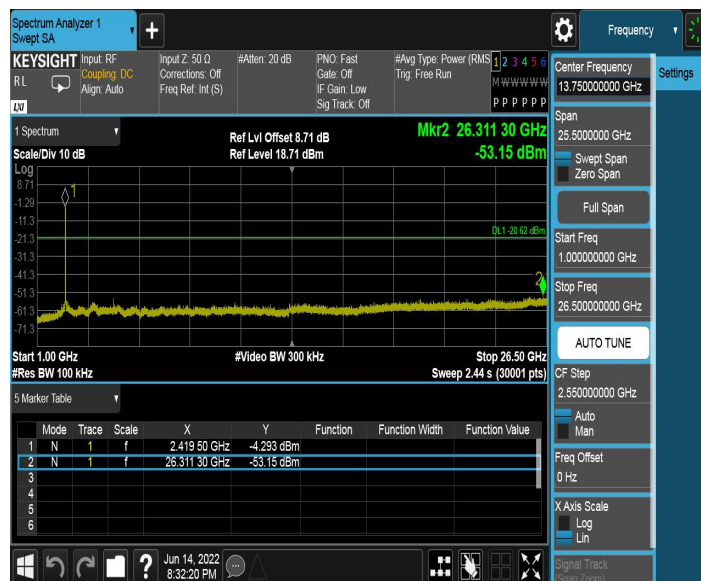 Spectrum Analyzer 1
Swept SA
+
Frequency
KEYSIGHT
RL
LXI
Input: RF
Coupling: DC
Align: Auto
Input Z: 50 Ω
Corrections: Off
Freq Ref: Int (S)
#Atten: 20 dB
PNO: Fast
Gate: Off
IF Gain: Low
Sig Track: Off
#Avg Type: Power (RMS
Trig: Free Run
1 2 3 4 5 6
M W W W W W
P P P P P P
Settings
Center Frequency
13.750000000 GHz
Span
25.5000000 GHz
Swept Span
Zero Span
Full Span
Start Freq
1.000000000 GHz
Stop Freq
26.500000000 GHz
AUTO TUNE
CF Step
2.550000000 GHz
Auto
Man
Freq Offset
0 Hz
X Axis Scale
Log
Lin
Signal Track
(Span Zoom)
1 Spectrum
Scale/Div 10 dB
Ref Lvl Offset 8.71 dB
Ref Level 18.71 dBm
Mkr2 26.311 30 GHz
-53.15 dBm
Log
8.71
-1.29
-11.3
-21.3
-31.3
-41.3
-51.3
-61.3
-71.3
1
DL1 -20.62 dBm
2
Start 1.00 GHz
#Res BW 100 kHz
#Video BW 300 kHz
Stop 26.50 GHz
Sweep 2.44 s (30001 pts)
5 Marker Table
Mode Trace Scale X Y Function Function Width Function Value
1 N 1 f 2.419 50 GHz -4.293 dBm
2 N 1 f 26.311 30 GHz -53.15 dBm
3
4
5
6
?
Jun 14, 2022
8:32:20 PM